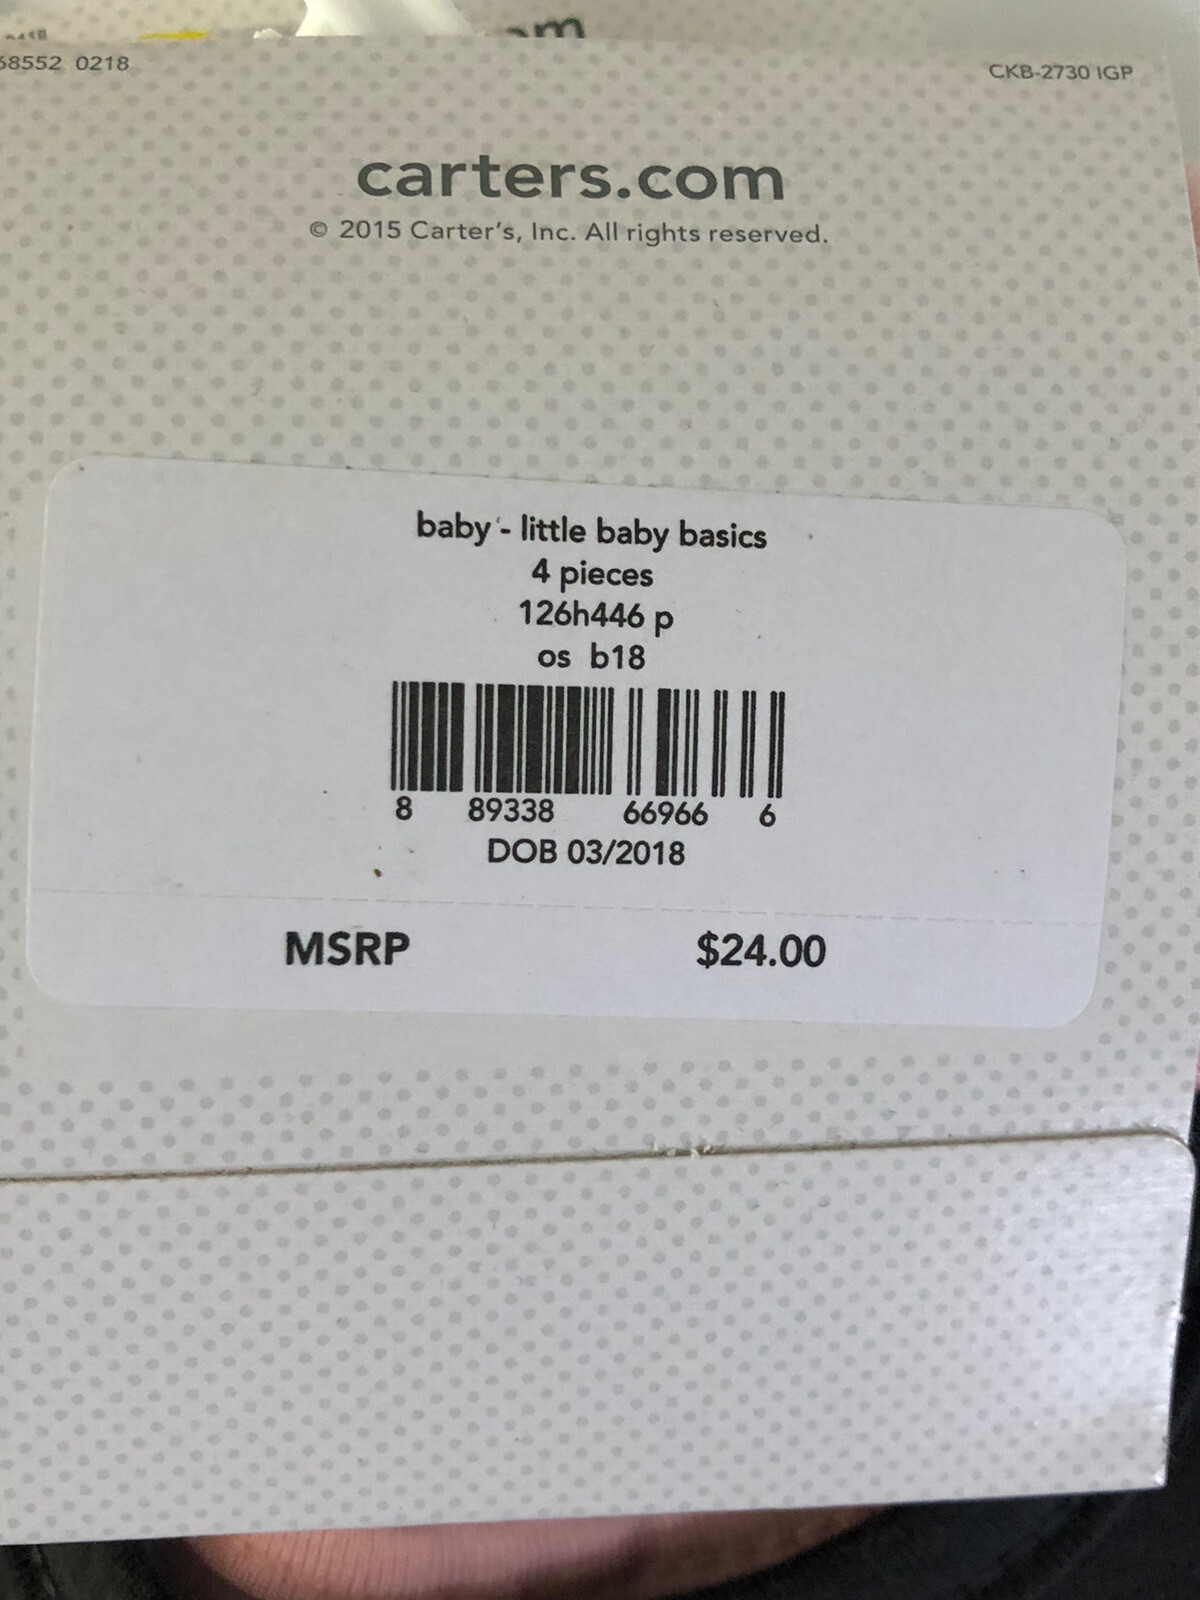 68552 0218
CKB-2730 IGP
carters.com
© 2015 Carter's, Inc. All rights reserved.
baby - little baby basics
4 pieces
126h446 p
os b18
8 89338 66966 6
DOB 03/2018
MSRP $24.00